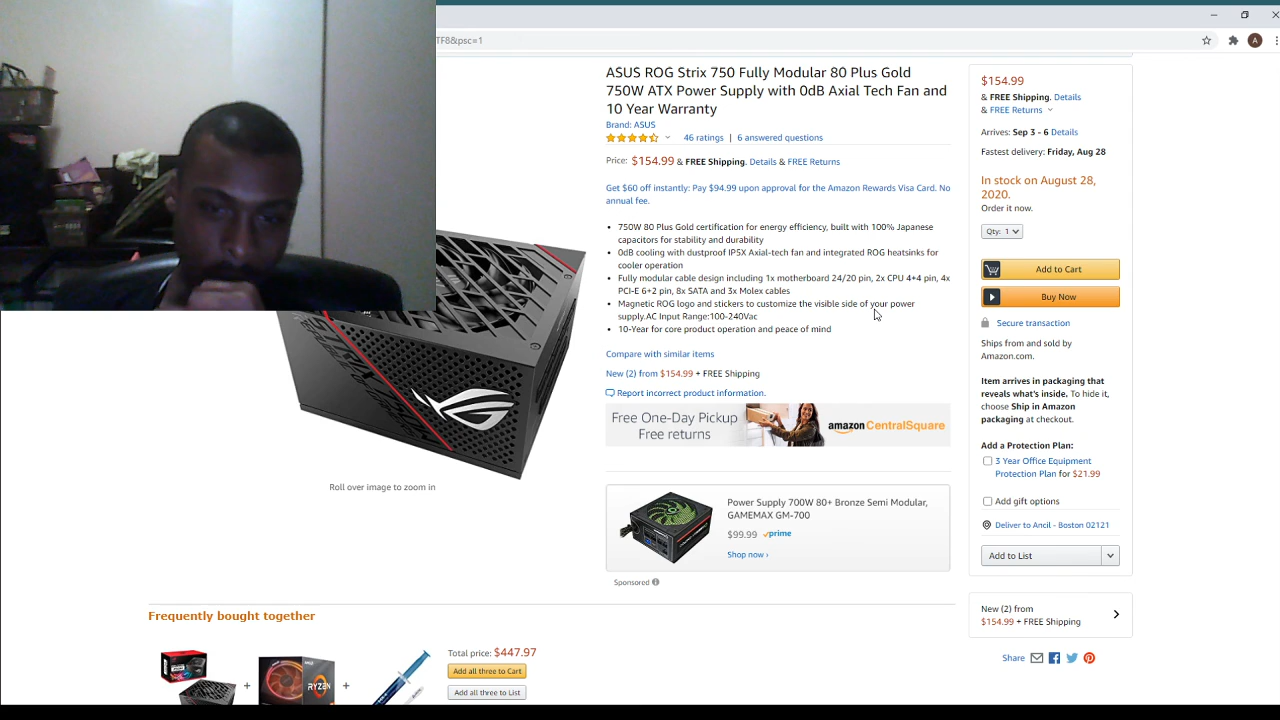 TF8&psc=1
A
ASUS ROG Strix 750 Fully Modular 80 Plus Gold
750W ATX Power Supply with 0dB Axial Tech Fan and
10 Year Warranty
Brand: ASUS
46 ratings | 6 answered questions
Price: $154.99 & FREE Shipping. Details & FREE Returns
Get $60 off instantly: Pay $94.99 upon approval for the Amazon Rewards Visa Card. No
annual fee.
750W 80 Plus Gold certification for energy efficiency, built with 100% Japanese
capacitors for stability and durability
0dB cooling with dustproof IP5X Axial-tech fan and integrated ROG heatsinks for
cooler operation
Fully modular cable design including 1x motherboard 24/20 pin, 2x CPU 4+4 pin, 4x
PCI-E 6+2 pin, 8x SATA and 3x Molex cables
Magnetic ROG logo and stickers to customize the visible side of your power
supply.AC Input Range:100-240Vac
10-Year for core product operation and peace of mind
Compare with similar items
New (2) from $154.99 + FREE Shipping
Report incorrect product information.
Free One-Day Pickup
Free returns
amazon CentralSquare
Roll over image to zoom in
Power Supply 700W 80+ Bronze Semi Modular,
GAMEMAX GM-700
$99.99 prime
Shop now ›
Sponsored
Frequently bought together
RYZEN
Total price: $447.97
Add all three to Cart
Add all three to List
$154.99
& FREE Shipping. Details
& FREE Returns
Arrives: Sep 3 - 6 Details
Fastest delivery: Friday, Aug 28
In stock on August 28,
2020.
Order it now.
Qty: 1
Add to Cart
Buy Now
Secure transaction
Ships from and sold by
Amazon.com.
Item arrives in packaging that
reveals what's inside. To hide it,
choose Ship in Amazon
packaging at checkout.
Add a Protection Plan:
3 Year Office Equipment
Protection Plan for $21.99
Add gift options
Deliver to Ancil - Boston 02121
Add to List
New (2) from
$154.99 + FREE Shipping
Share